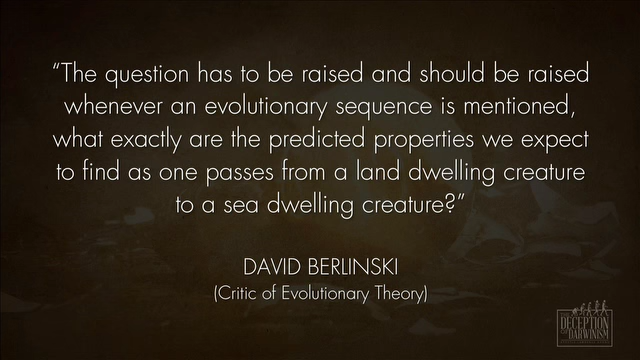 “The question has to be raised and should be raised
whenever an evolutionary sequence is mentioned,
what exactly are the predicted properties we expect
to find as one passes from a land dwelling creature
to a sea dwelling creature?”
DAVID BERLINSKI
(Critic of Evolutionary Theory)
DECEPTION
DARWINISM